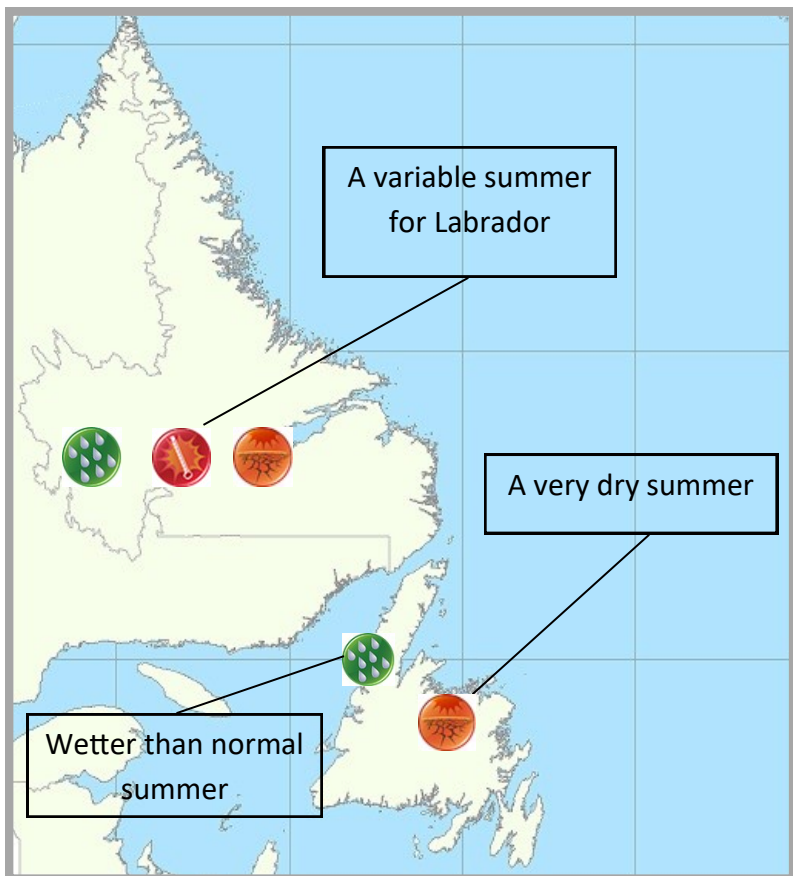 A variable summer
for Labrador
A very dry summer
Wetter than normal
summer